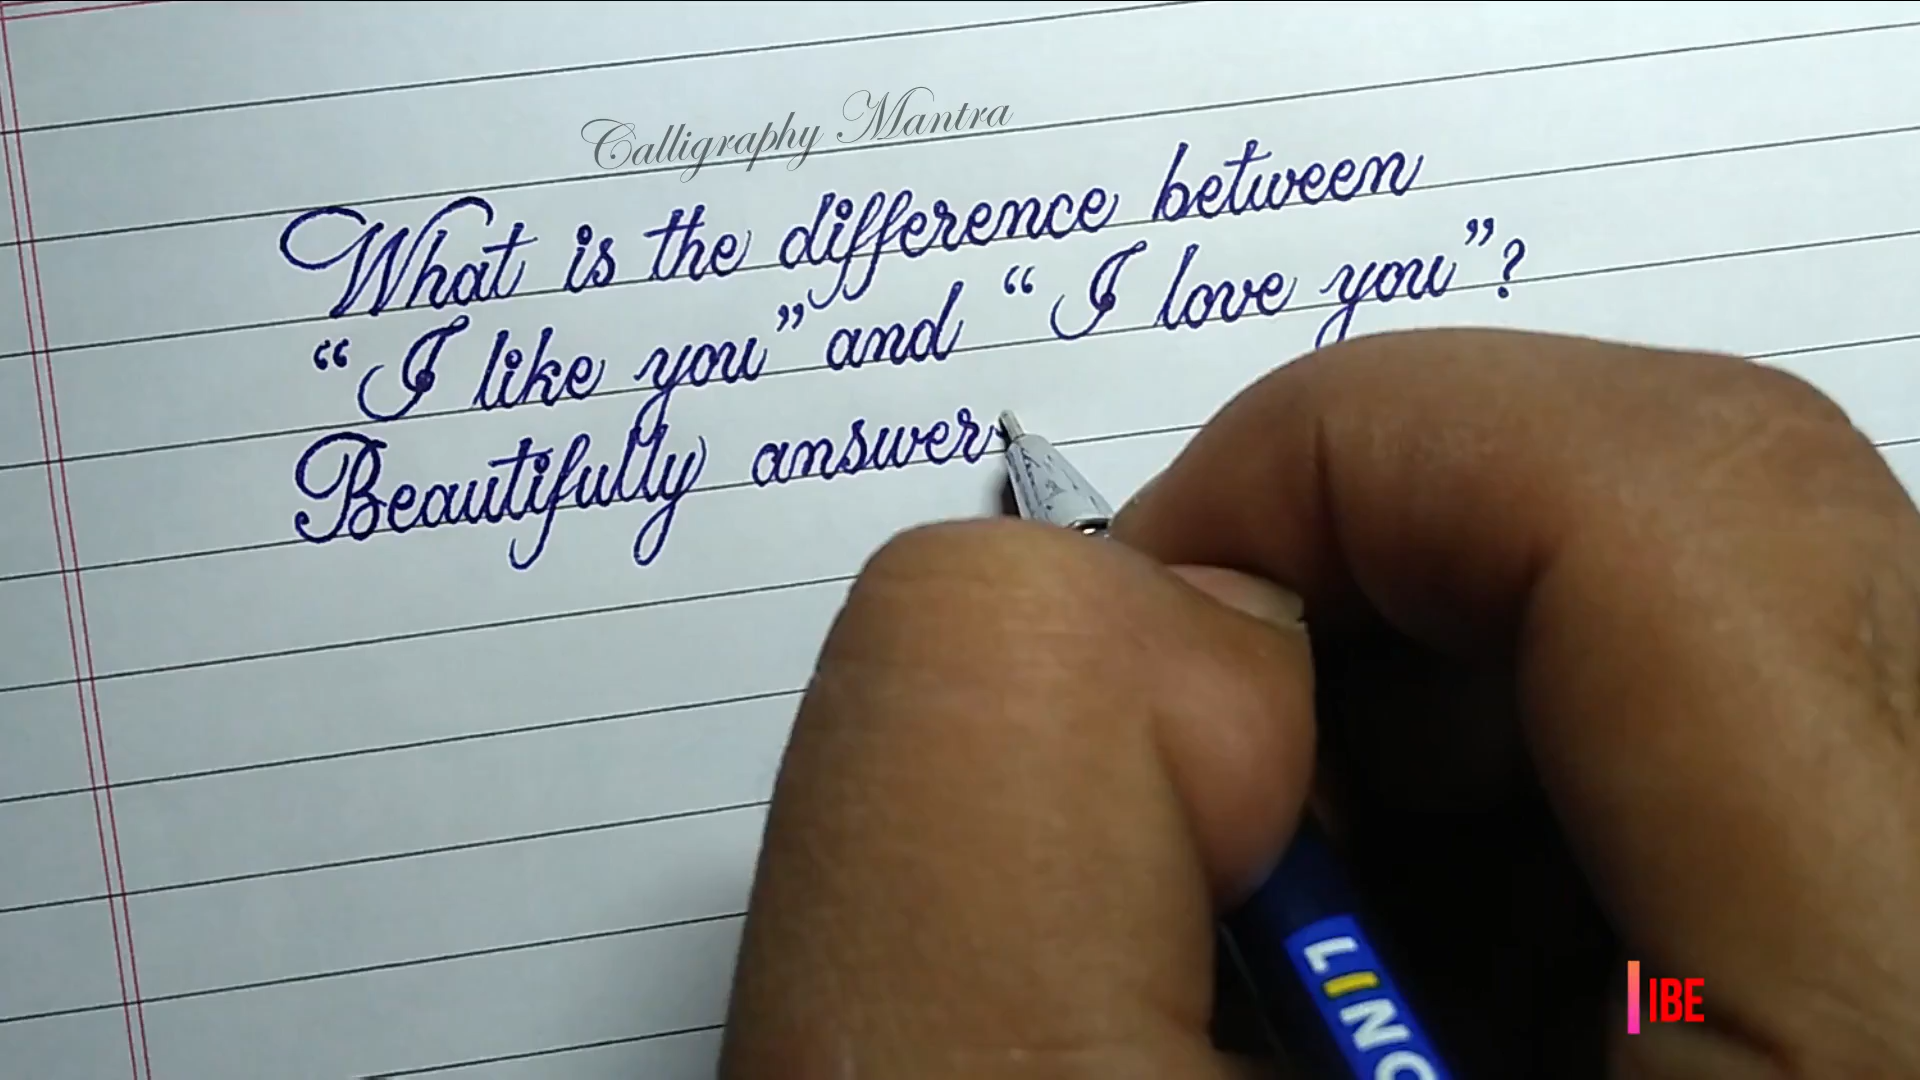 Calligraphy Mantra
What is the difference between
“I like you” and “I love you”?
Beautifully answer
LINC
IBE